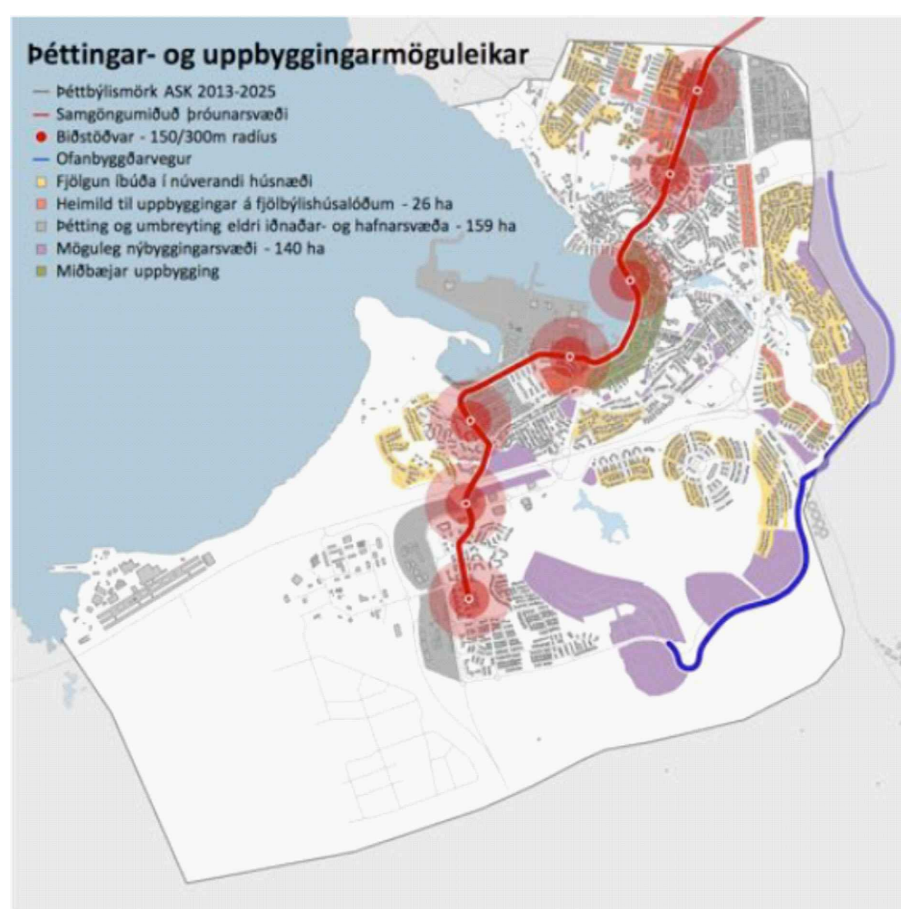 Þéttingar- og uppbyggingarmöguleikar
Þéttbýlismörk ASK 2013-2025
Samgöngumiðuð þróunarsvæði
Biðstöðvar - 150/300m radíus
Ofanbyggðarvegur
Fjölgun íbúða í núverandi húsnæði
Heimild til uppbyggingar á fjölbýlishúsalóðum - 26 ha
Þétting og umbreyting eldri iðnaðar- og hafnarsvæða - 159 ha
Möguleg nýbyggingarsvæði - 140 ha
Miðbæjar uppbygging